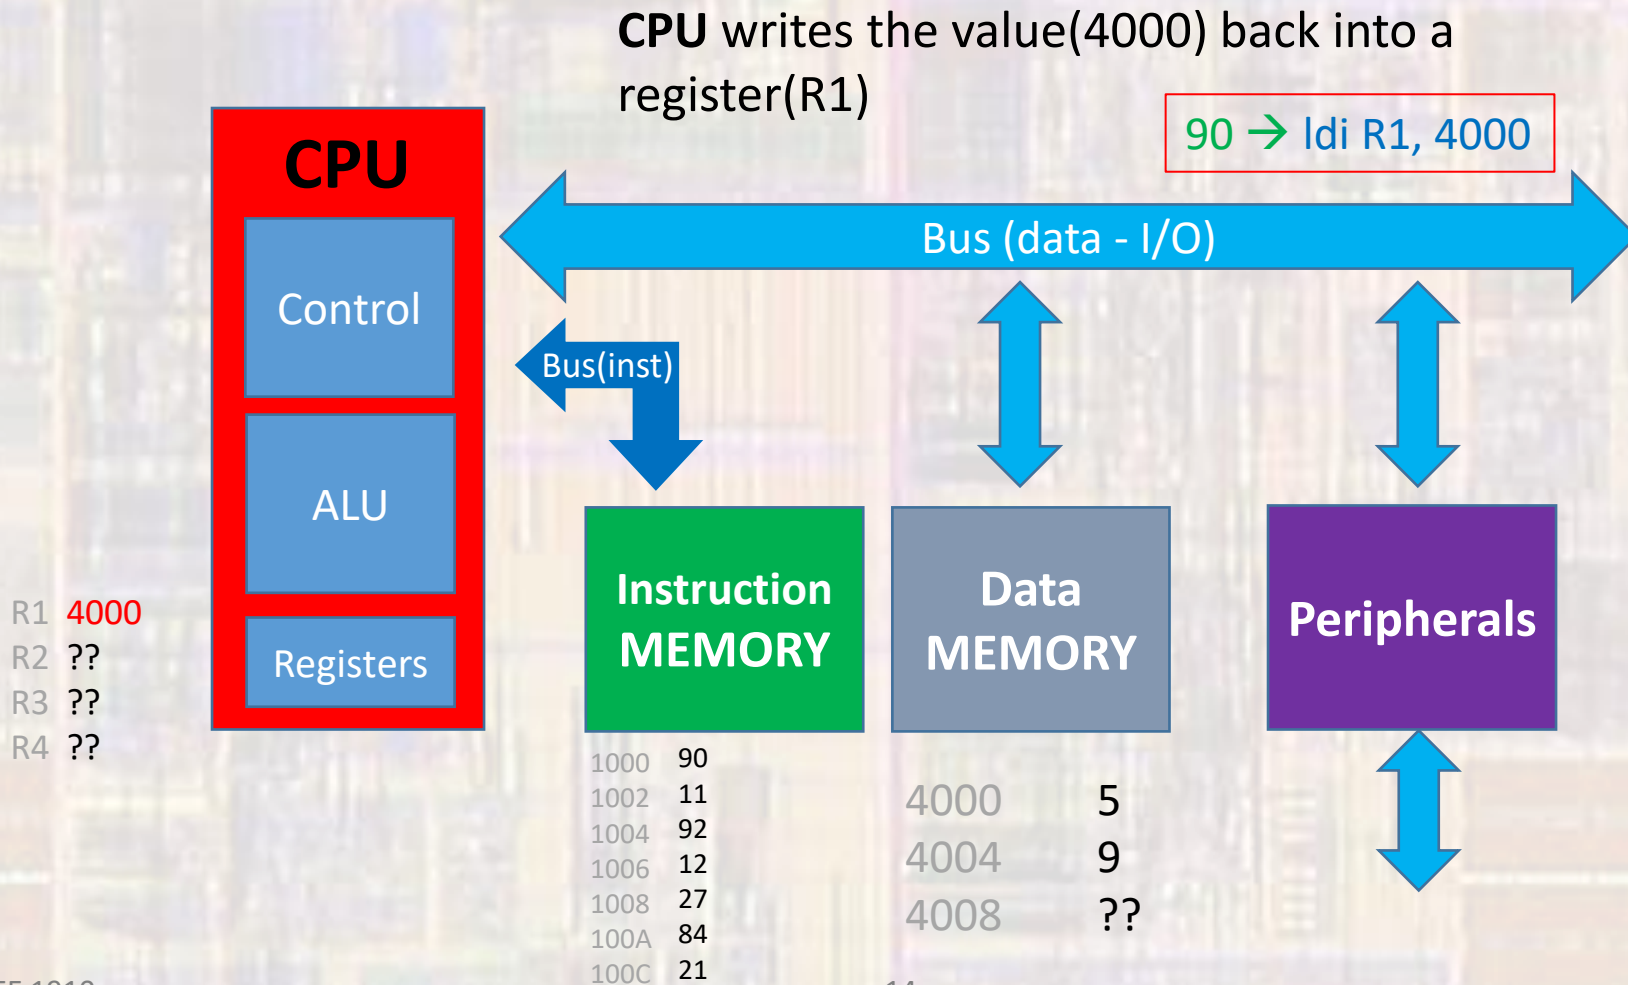 CPU writes the value(4000) back into a
register(R1)
90 → ldi R1, 4000
CPU
Bus (data - I/O)
Control
Bus(inst)
ALU
Registers
R1 4000
R2 ??
R3 ??
R4 ??
Instruction
MEMORY
Data
MEMORY
Peripherals
1000 90
1002 11
1004 92
1006 12
1008 27
100A 84
100C 21
4000 5
4004 9
4008 ??